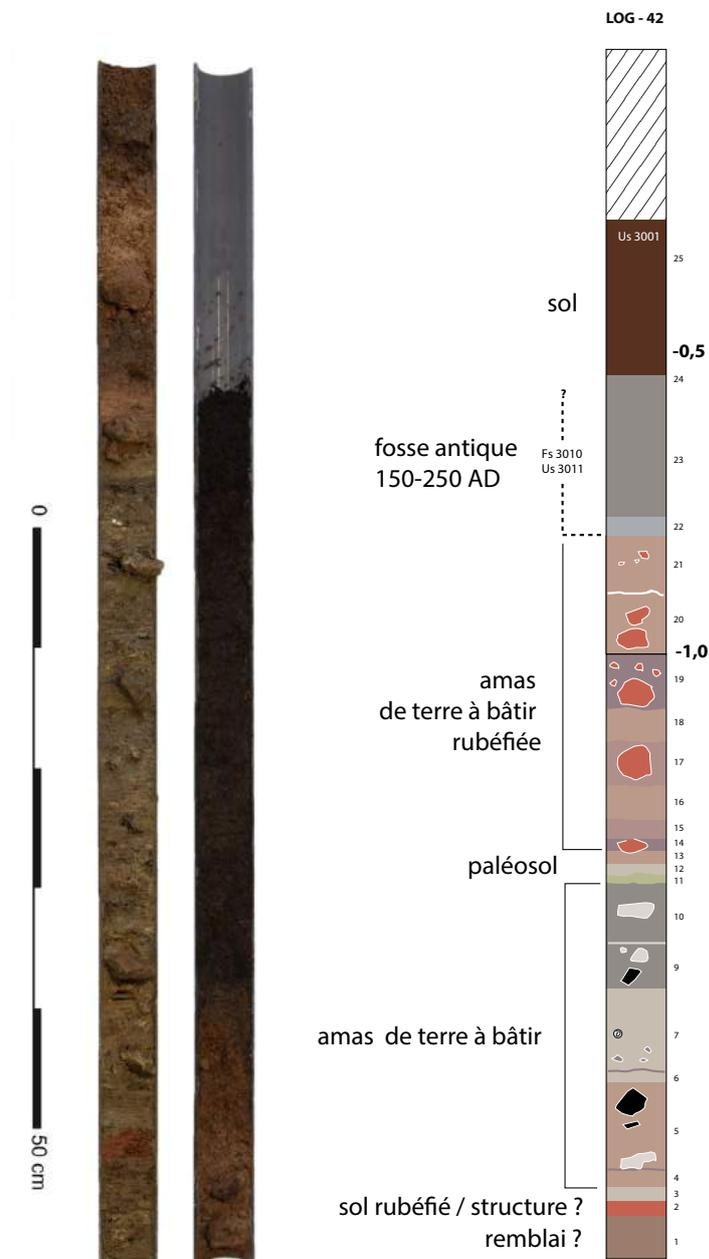 LOG - 42
Us 3001
25
sol
-0,5
24
?
fosse antique
150-250 AD
Fs 3010
Us 3011
23
0
22
21
20
-1,0
amas
de terre à bâtir
rubéfiée
19
18
17
16
15
14
13
paléosol
12
11
10
9
amas de terre à bâtir
7
6
5
50 cm
4
3
sol rubéfié / structure ?
2
remblai ?
1